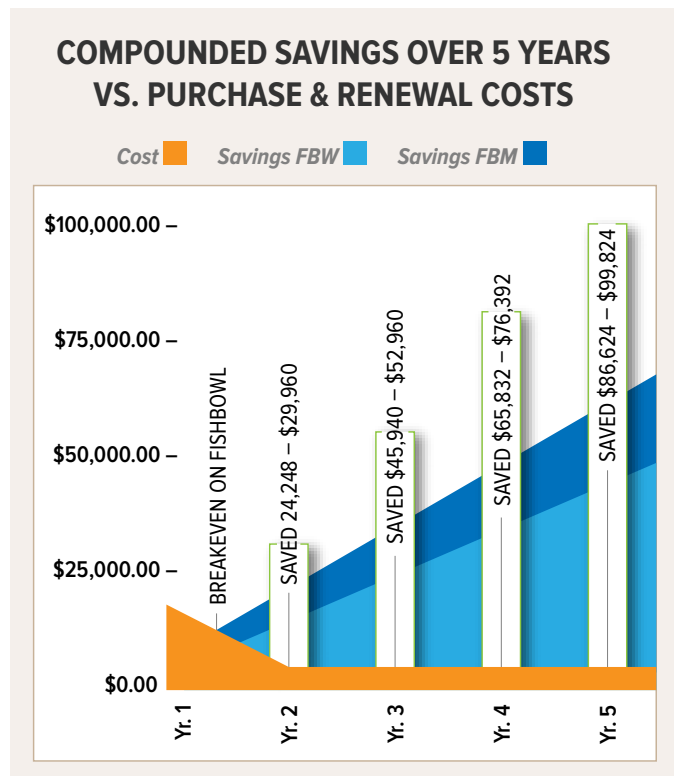 COMPOUNDED SAVINGS OVER 5 YEARS
VS. PURCHASE & RENEWAL COSTS
Cost Savings FBW Savings FBM
$100,000.00
$75,000.00
$50,000.00
$25,000.00
$0.00
BREAKEVEN ON FISHBOWL
SAVED 24,248 – $29,960
SAVED $45,940 – $52,960
SAVED $65,832 – $76,392
SAVED $86,624 – $99,824
Yr. 1
Yr. 2
Yr. 3
Yr. 4
Yr. 5